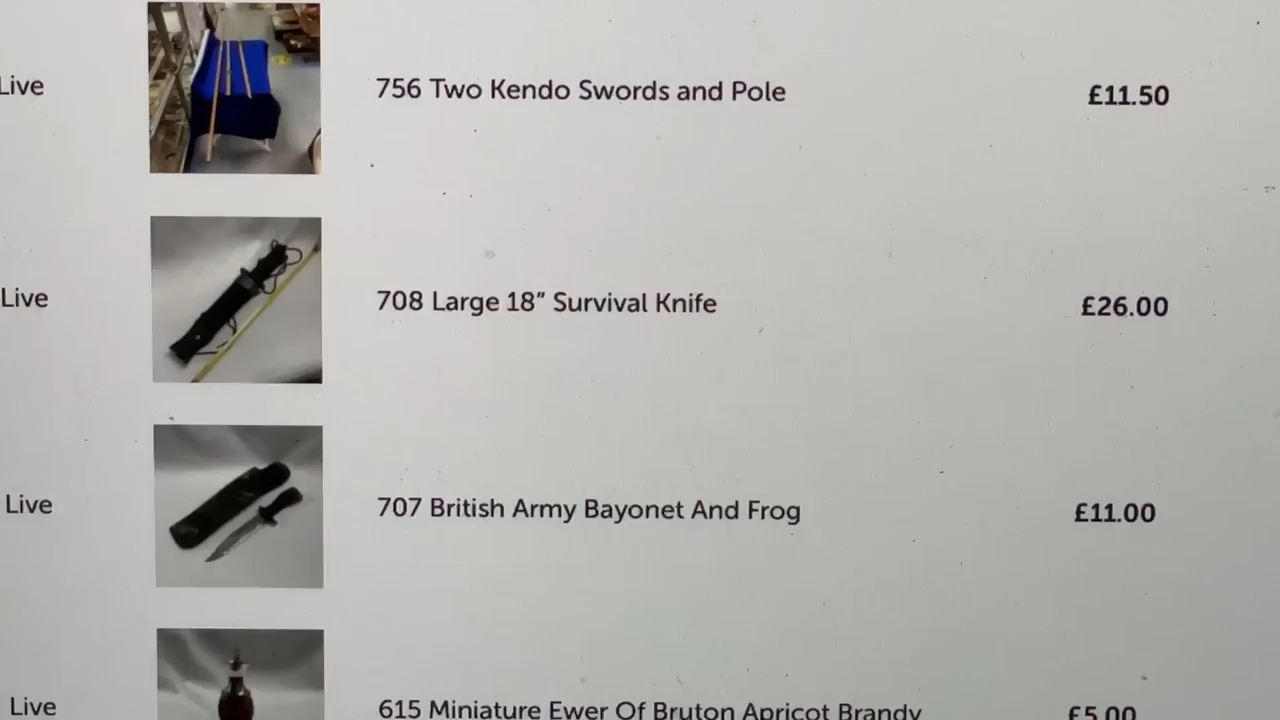 Live 756 Two Kendo Swords and Pole £11.50
Live 708 Large 18” Survival Knife £26.00
Live 707 British Army Bayonet And Frog £11.00
Live 615 Miniature Ewer Of Bruton Apricot Brandy £5.00